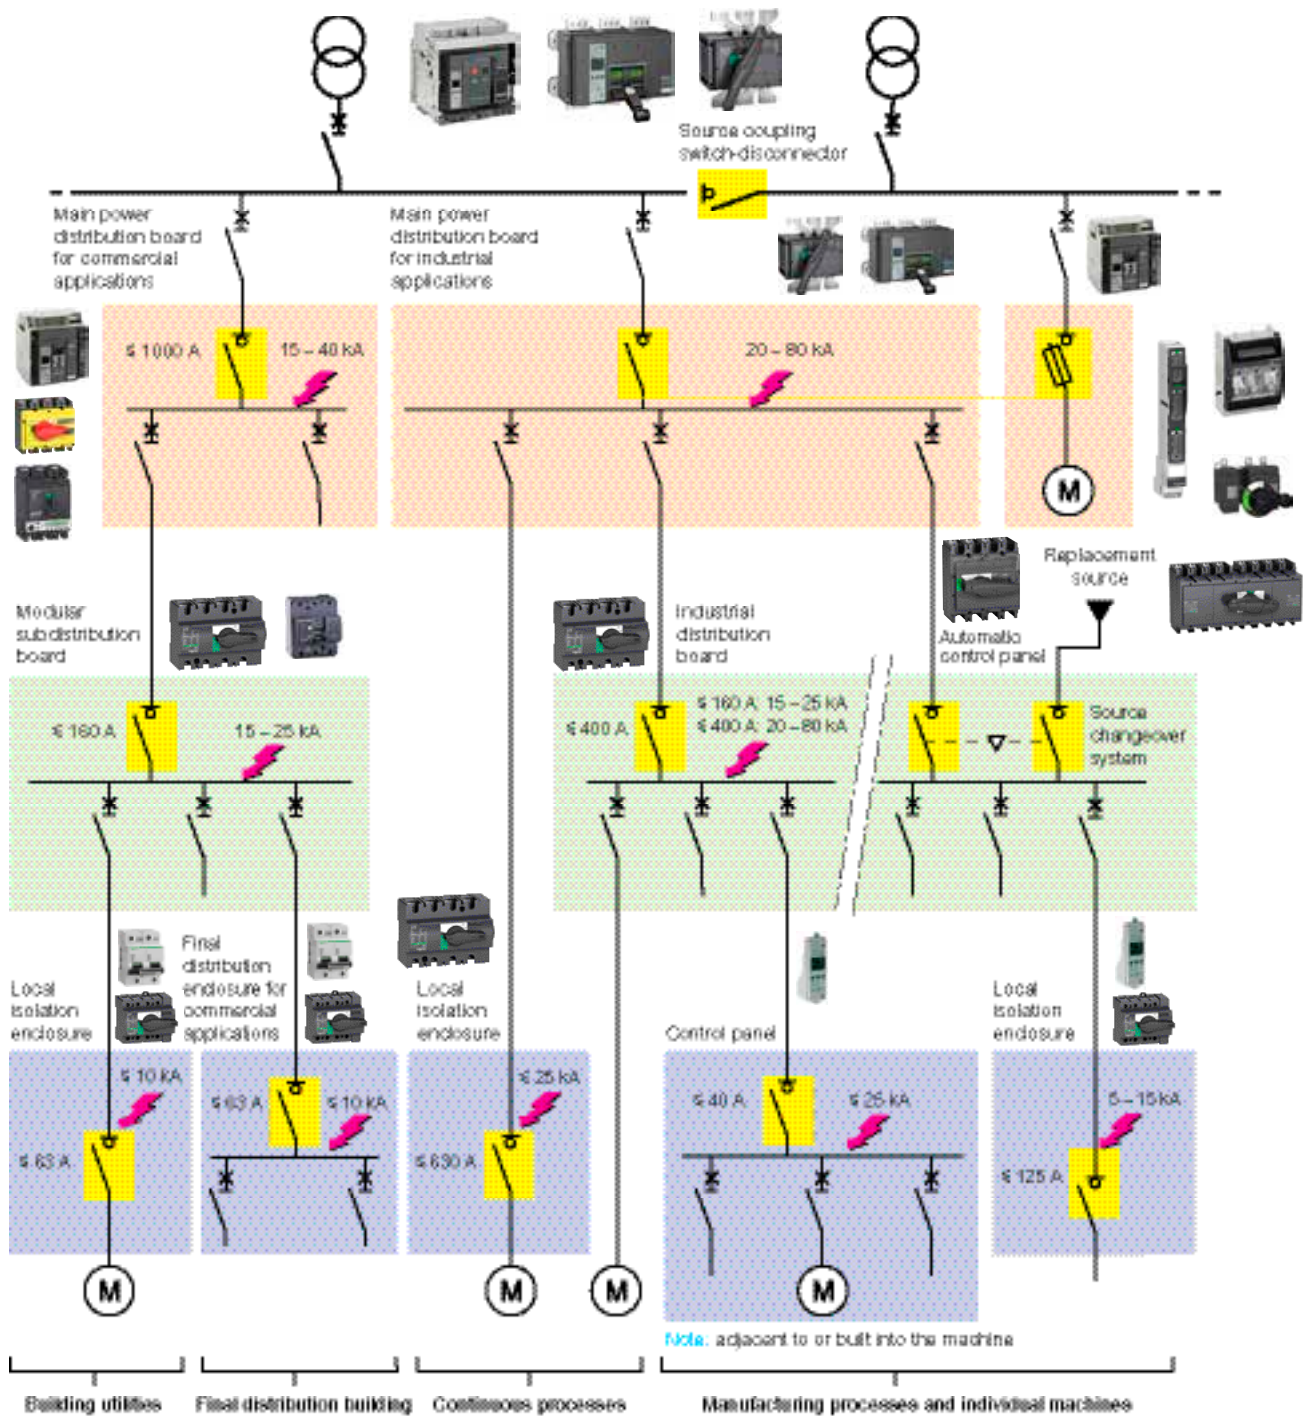 Source coupling
switch-disconnector
Main power
distribution board
for commercial
applications
Main power
distribution board
for industrial
applications
≤ 1000 A
15 – 40 kA
20 – 80 kA
M
Replacement
source
Modular
subdistribution
board
Industrial
distribution
board
Automatic
control panel
≤ 160 A
15 – 25 kA
≤ 400 A
≤ 160 A: 15 – 25 kA
≤ 400 A: 20 – 80 kA
Source
changeover
system
Local
isolation
enclosure
Final
distribution
enclosure for
commercial
applications
Local
isolation
enclosure
Control panel
Local
isolation
enclosure
≤ 10 kA
≤ 63 A
≤ 63 A
≤ 10 kA
≤ 25 kA
≤ 630 A
≤ 40 A
≤ 25 kA
5 – 15 kA
≤ 125 A
M
M
M
M
Note: adjacent to or built into the machine
Building utilities
Final distribution building
Continuous processes
Manufacturing processes and individual machines